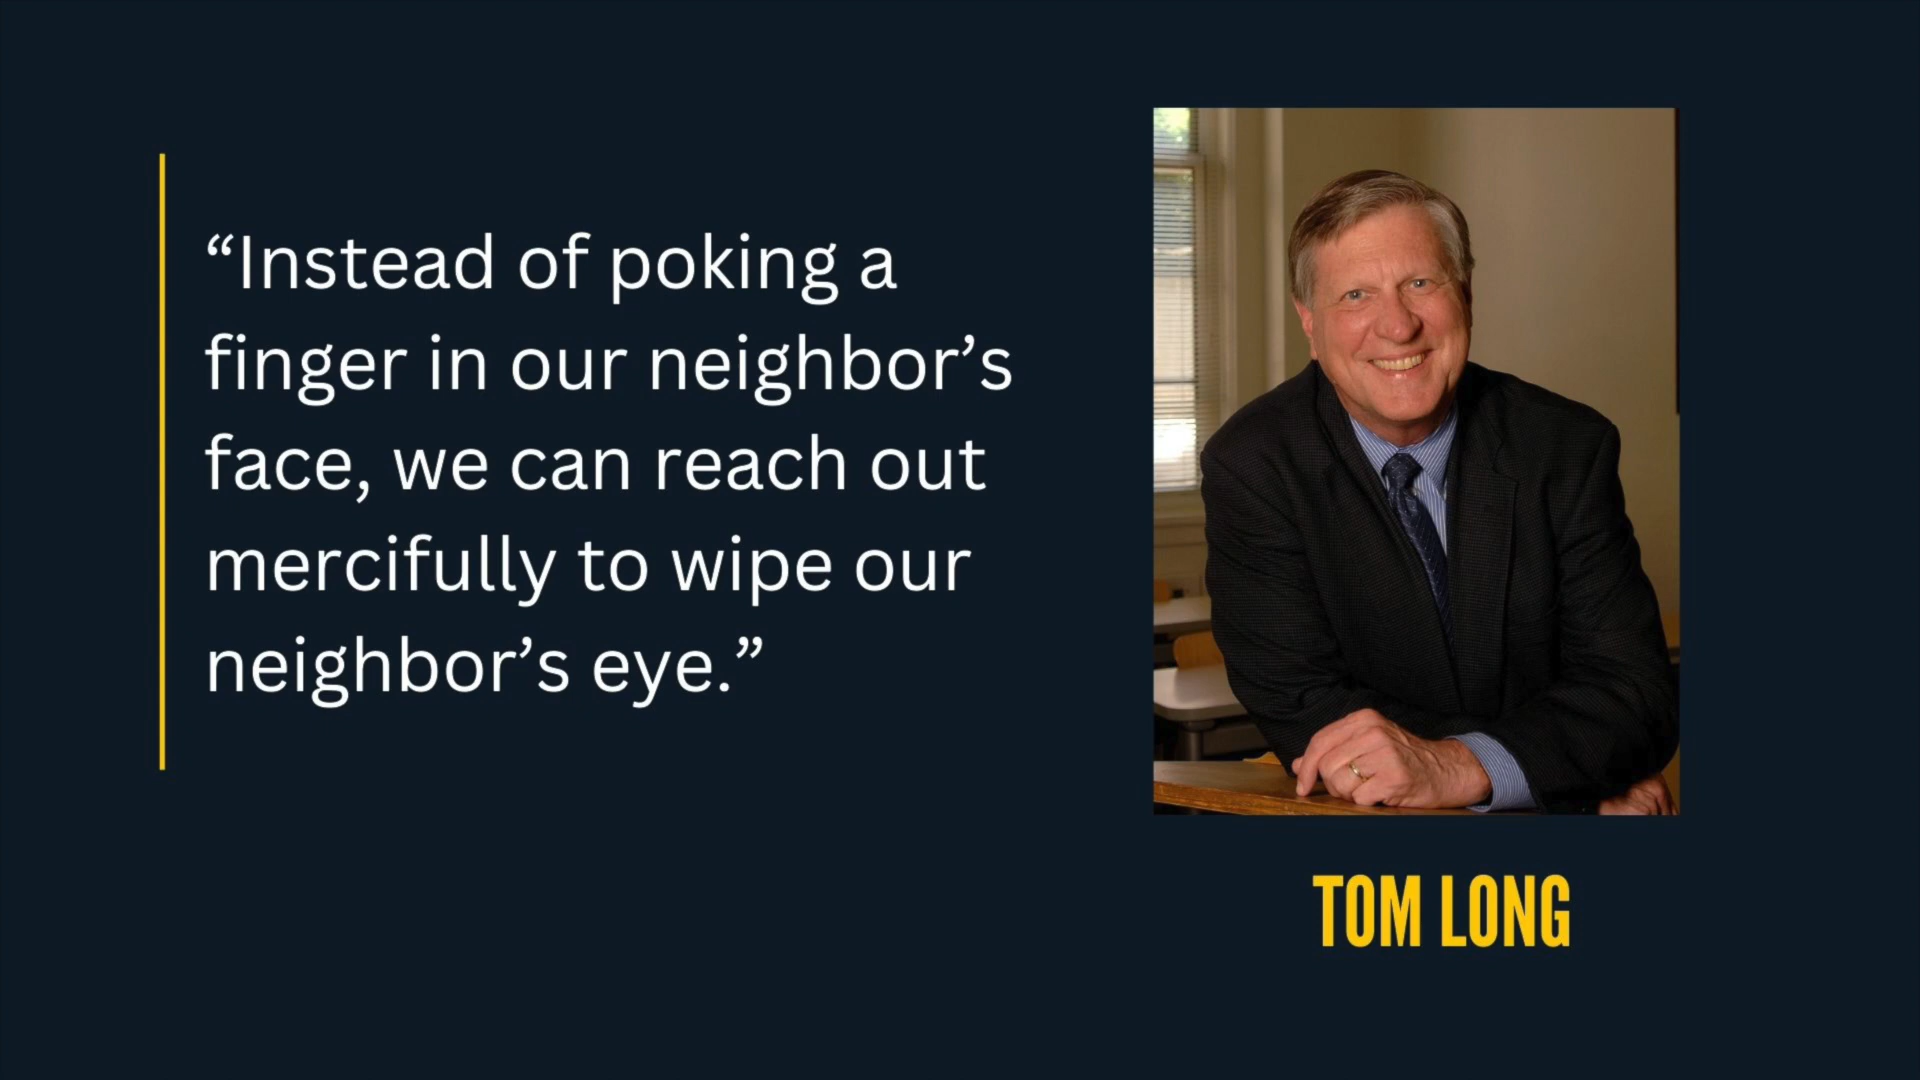 “Instead of poking a
finger in our neighbor’s
face, we can reach out
mercifully to wipe our
neighbor’s eye.”
TOM LONG